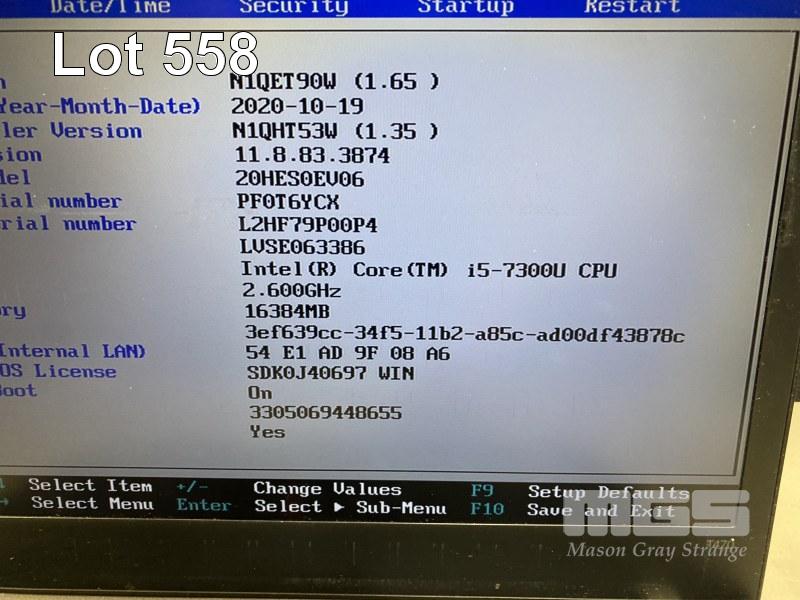 Date/Time Security Startup Restart
Lot 558
N1QET90W (1.65 )
Year-Month-Date) 2020-10-19
ler Version N1QHT53W (1.35 )
sion 11.8.83.3874
del 20HES0EV06
ial number PF0T6YCX
rial number L2HF79P00P4
LVSE063386
Intel(R) Core(TM) i5-7300U CPU
2.600GHz
ry 16384MB
3ef639cc-34f5-11b2-a85c-ad00df43878c
Internal LAN) 54 E1 AD 9F 08 A6
OS License SDK0J40697 WIN
Boot On
3305069448655
Yes
Select Item +/- Change Values F9 Setup Defaults
Select Menu Enter Select ▶ Sub-Menu F10 Save and Exit
MGS
T470
Mason Gray Strange